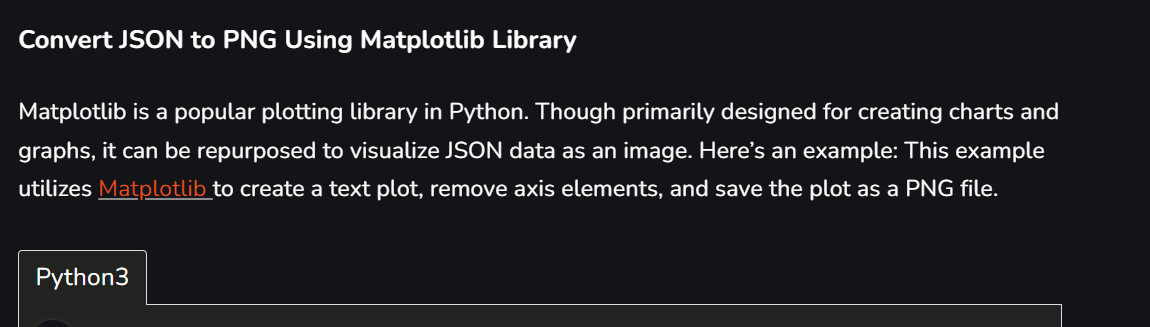 Convert JSON to PNG Using Matplotlib Library
Matplotlib is a popular plotting library in Python. Though primarily designed for creating charts and
graphs, it can be repurposed to visualize JSON data as an image. Here’s an example: This example
utilizes Matplotlib to create a text plot, remove axis elements, and save the plot as a PNG file.
Python3